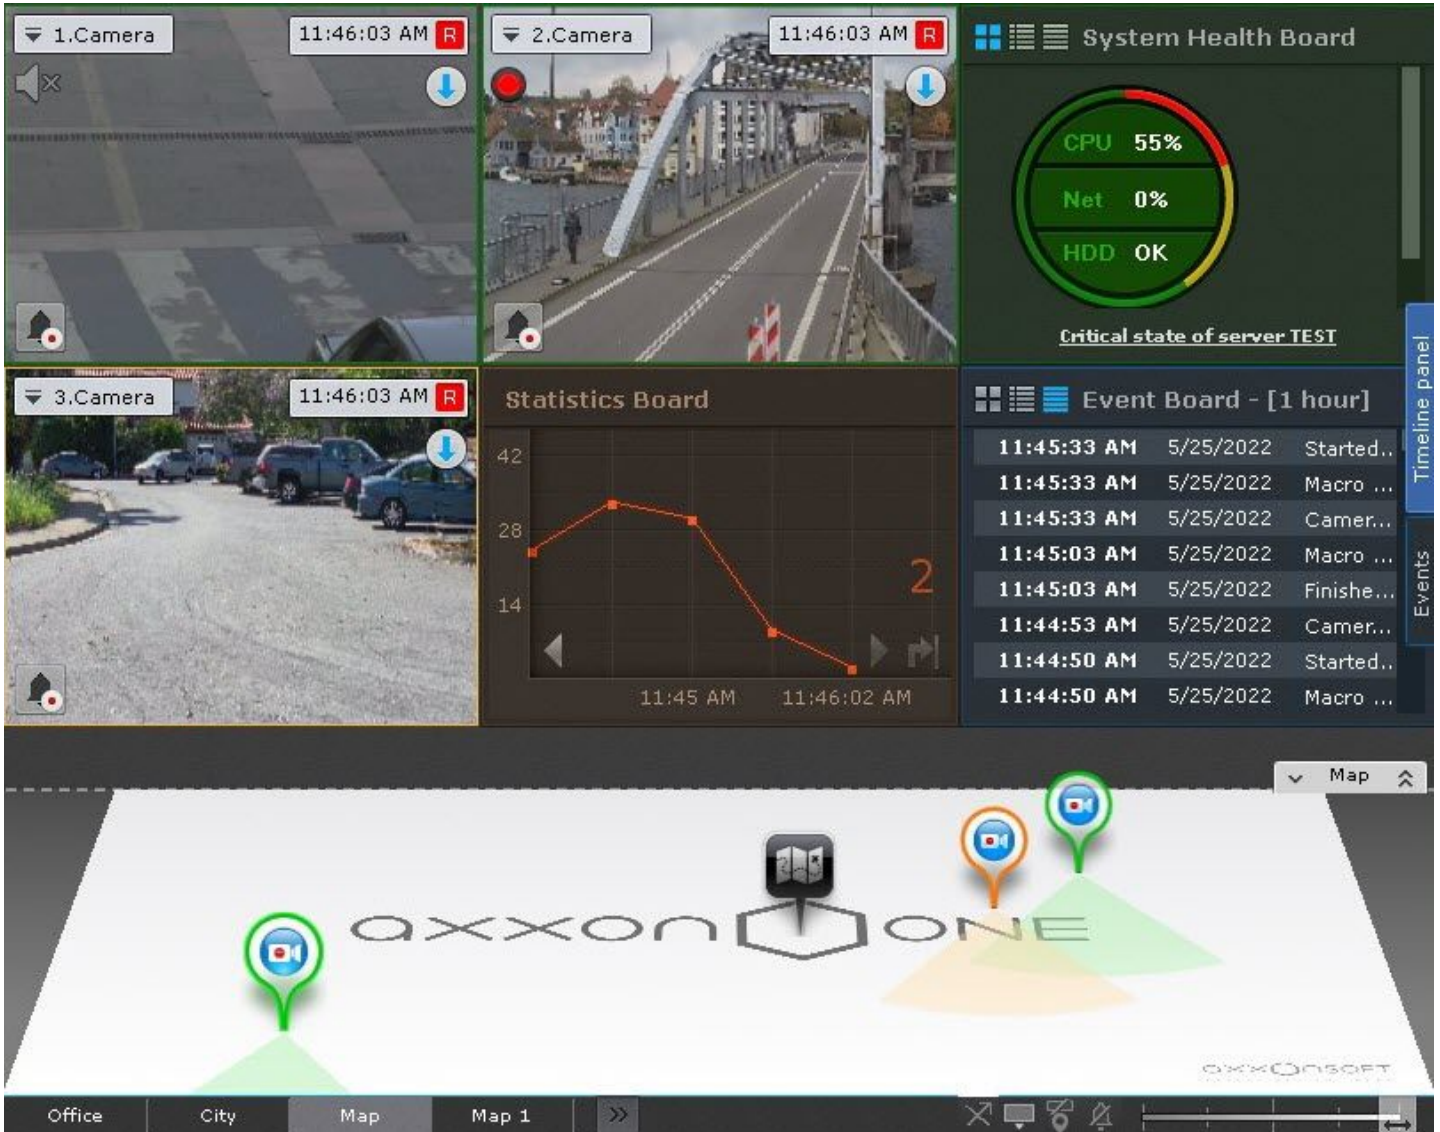 1.Camera
11:46:03 AM R
2.Camera
11:46:03 AM R
System Health Board
CPU 55%
Net 0%
HDD OK
Critical state of server TEST
Timeline panel
Events
3.Camera
11:46:03 AM R
Statistics Board
42
28
14
2
11:45 AM 11:46:02 AM
Event Board - [1 hour]
11:45:33 AM 5/25/2022 Started..
11:45:33 AM 5/25/2022 Macro ...
11:45:33 AM 5/25/2022 Camer...
11:45:03 AM 5/25/2022 Macro ...
11:45:03 AM 5/25/2022 Finishe...
11:44:53 AM 5/25/2022 Camer...
11:44:50 AM 5/25/2022 Started..
11:44:50 AM 5/25/2022 Macro ...
Map
axxon ONE
axxonsoft
Office City Map Map 1 »